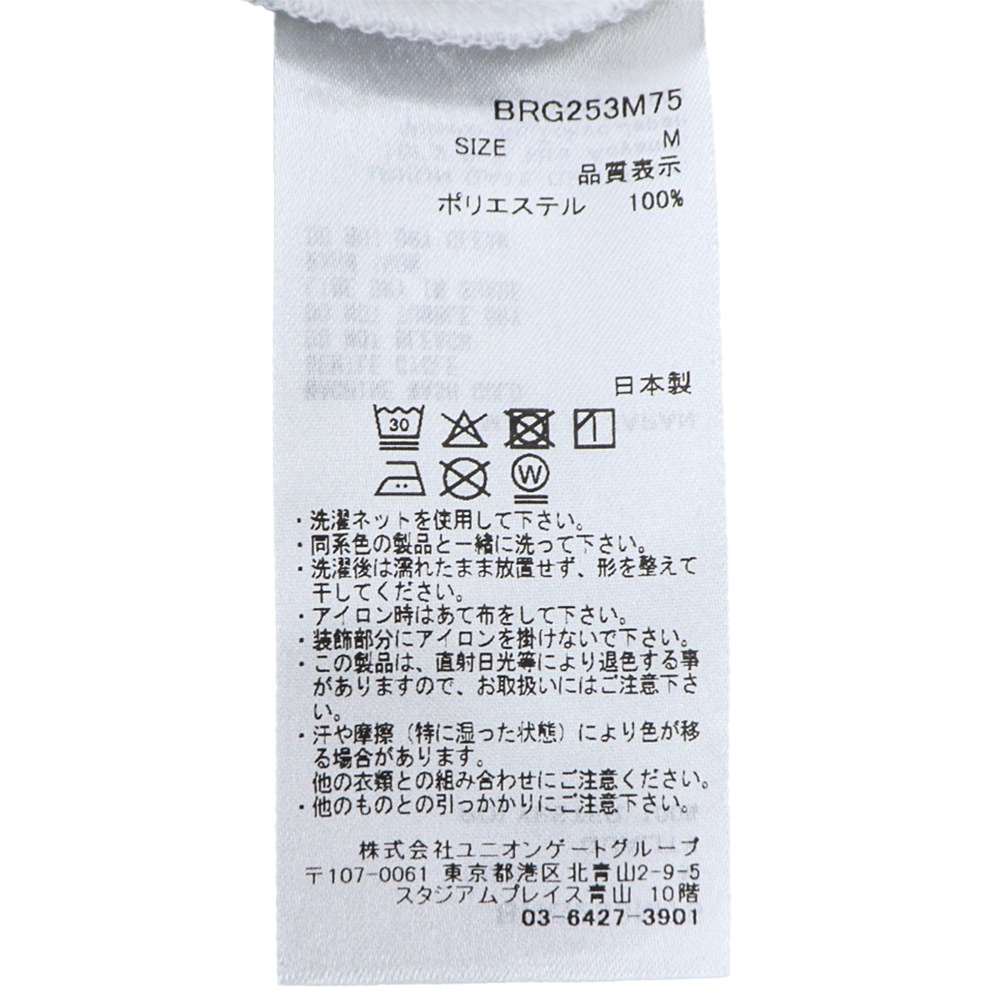 BRG253M75
SIZE M
品質表示
ポリエステル 100%
日本製
30
W
・洗濯ネットを使用して下さい。
・同系色の製品と一緒に洗って下さい。
・洗濯後は濡れたまま放置せず、形を整えて
干してください。
・アイロン時はあて布をして下さい。
・装飾部分にアイロンを掛けないで下さい。
・この製品は、直射日光等により退色する事
がありますので、お取扱いにはご注意下さ
い。
・汗や摩擦（特に湿った状態）により色が移
る場合があります。
他の衣類との組み合わせにご注意ください。
・他のものとの引っかかりにご注意下さい。
株式会社ユニオンゲートグループ
〒107-0061 東京都港区北青山2-9-5
スタジアムプレイス青山 10階
03-6427-3901